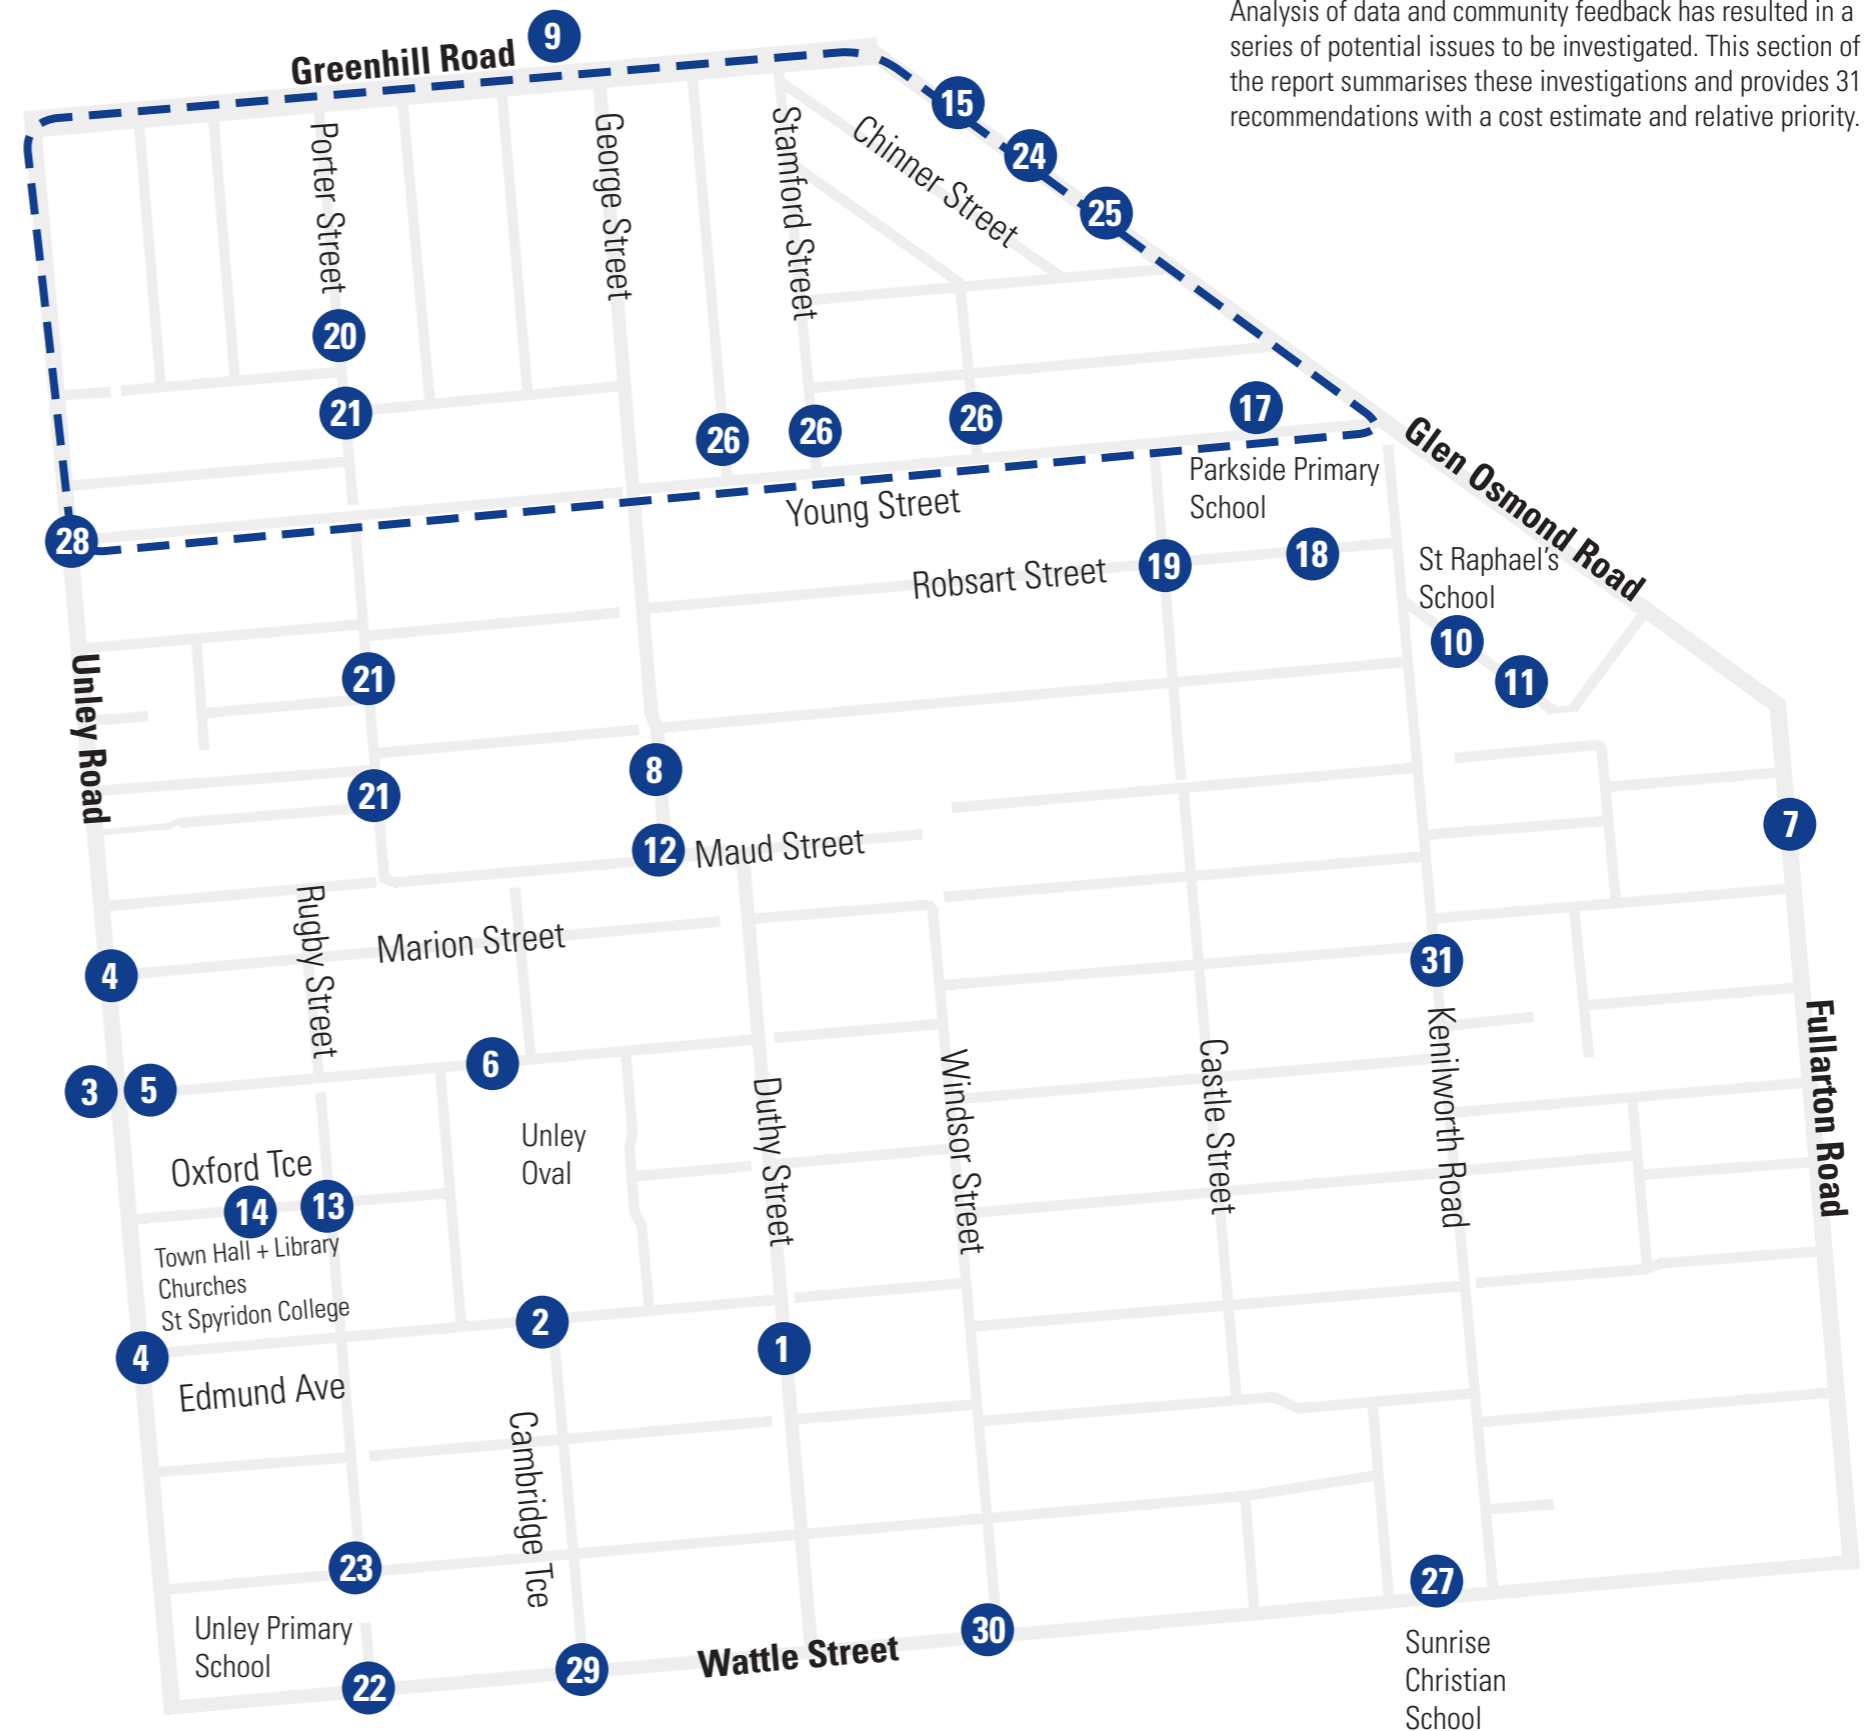 Analysis of data and community feedback has resulted in a
series of potential issues to be investigated. This section of
the report summarises these investigations and provides 31
recommendations with a cost estimate and relative priority.
Greenhill Road
9
15
24
25
Porter Street
George Street
Stamford Street
Chinner Street
20
21
26
26
26
17
Glen Osmond Road
Parkside Primary
School
Young Street
28
Robsart Street
19
18
St Raphael's
School
10
11
Unley Road
21
8
21
12
Maud Street
7
Rugby Street
Marion Street
4
31
3
5
6
Unley
Oval
Duthy Street
Windsor Street
Castle Street
Kenilworth Road
Fullarton Road
Oxford Tce
14
13
Town Hall + Library
Churches
St Spyridon College
4
2
1
Edmund Ave
Cambridge Tce
23
Unley Primary
School
22
29
Wattle Street
30
27
Sunrise
Christian
School